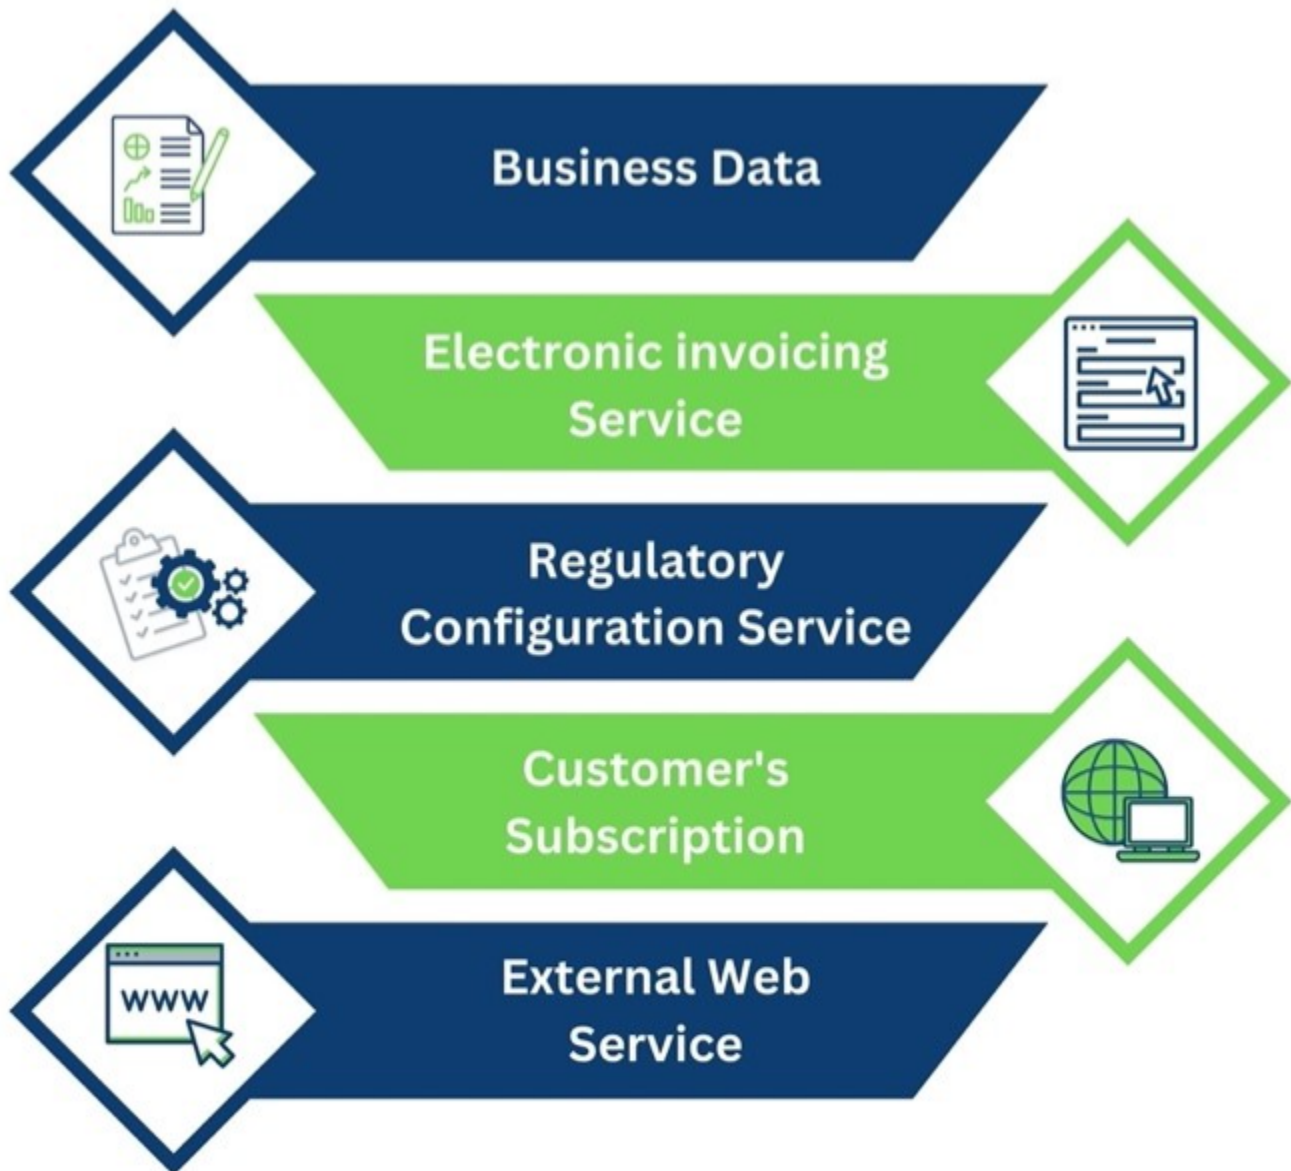 Business Data
Electronic invoicing
Service
Regulatory
Configuration Service
Customer's
Subscription
WWW
External Web
Service